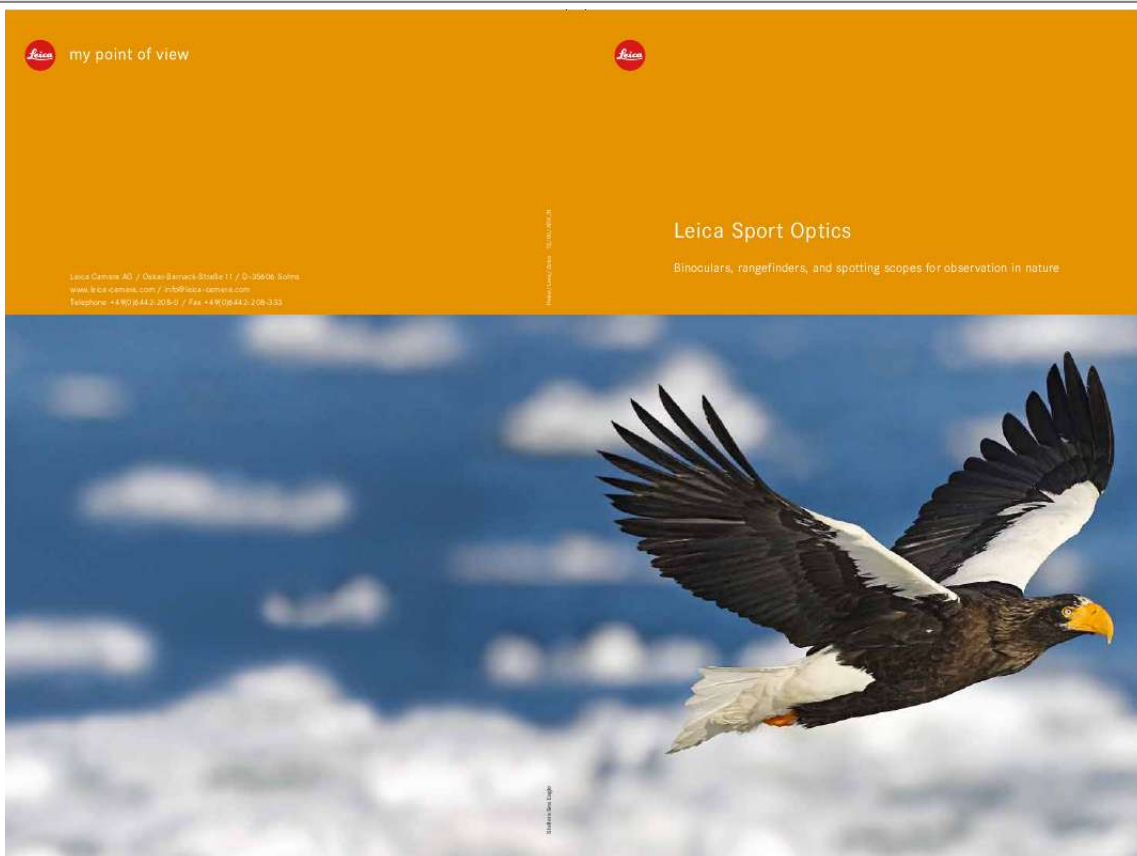 Leica my point of view
Leica Camera AG / Oskar-Barnack-Straße 11 / D-35606 Solms
www.leica-camera.com / info@leica-camera.com
Telephone +49(0)6442-208-0 / Fax +49(0)6442-208-333
Leica
Leica Sport Optics
Binoculars, rangefinders, and spotting scopes for observation in nature
Stellers Sea Eagle